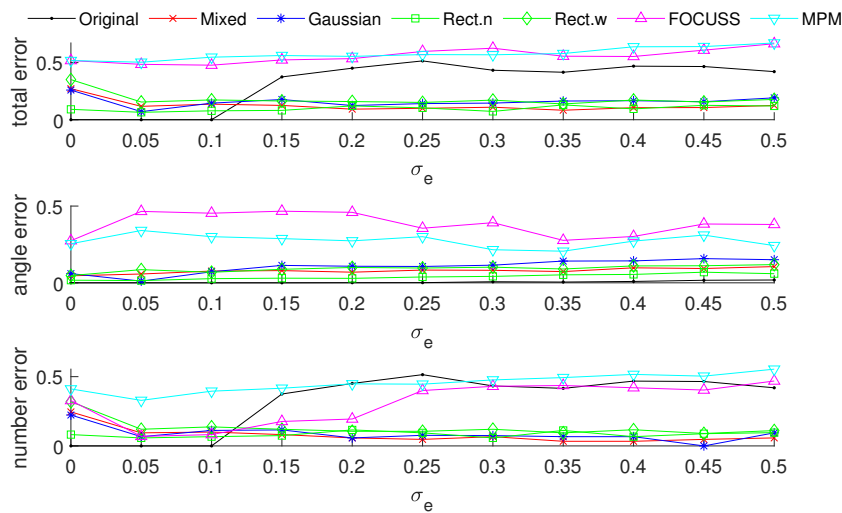 Original Mixed Gaussian Rect.n Rect.w FOCUSS MPM
total error
0.5
0
0 0.05 0.1 0.15 0.2 0.25 0.3 0.35 0.4 0.45 0.5
σe
angle error
0.5
0
0 0.05 0.1 0.15 0.2 0.25 0.3 0.35 0.4 0.45 0.5
σe
number error
0.5
0
0 0.05 0.1 0.15 0.2 0.25 0.3 0.35 0.4 0.45 0.5
σe